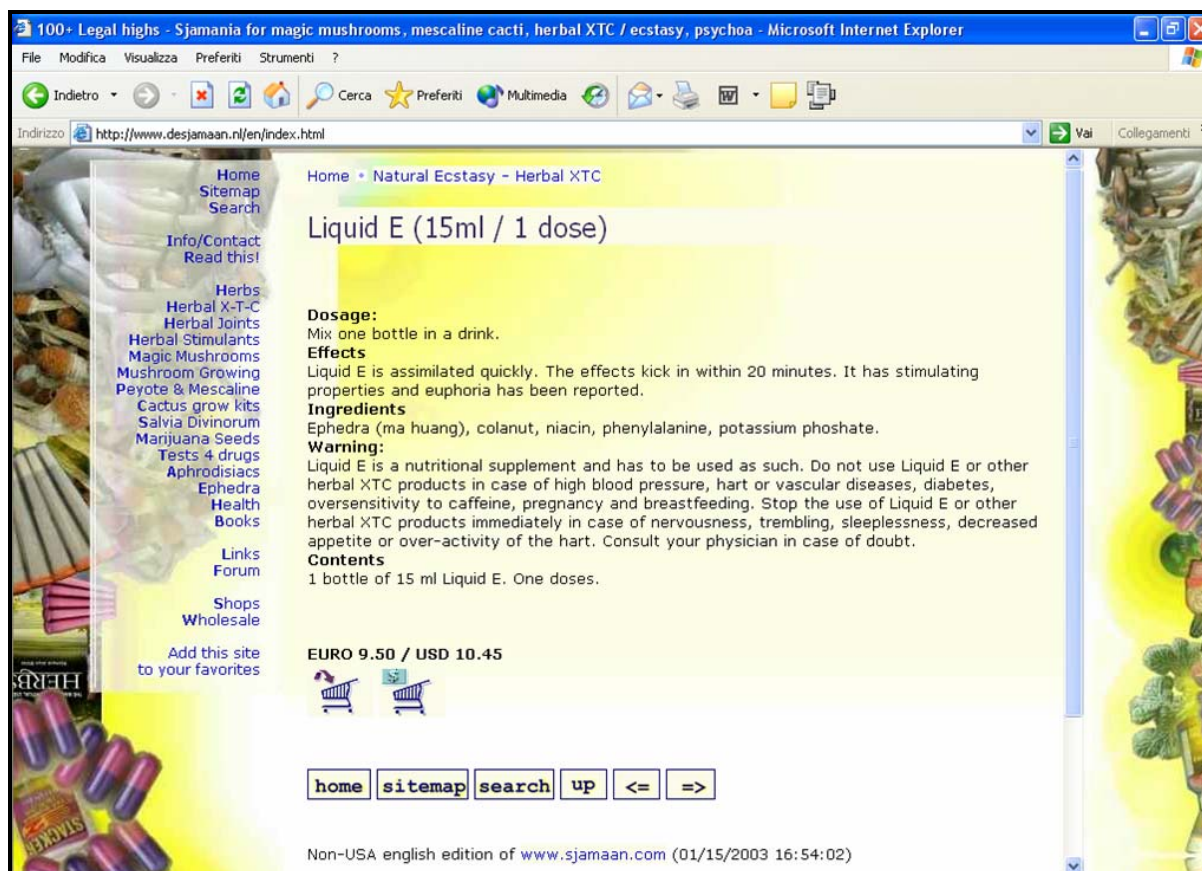 100+ Legal highs - Sjamania for magic mushrooms, mescaline cacti, herbal XTC / ecstasy, psychoa - Microsoft Internet Explorer
File Modifica Visualizza Preferiti Strumenti ?
Indietro Cerca Preferiti Multimedia
Indirizzo http://www.desjamaan.nl/en/index.html Vai Collegamenti
Home
Sitemap
Search
Info/Contact
Read this!
Herbs
Herbal X-T-C
Herbal Joints
Herbal Stimulants
Magic Mushrooms
Mushroom Growing
Peyote & Mescaline
Cactus grow kits
Salvia Divinorum
Marijuana Seeds
Tests 4 drugs
Aphrodisiacs
Ephedra
Health
Books
Links
Forum
Shops
Wholesale
Add this site
to your favorites
HERBS
STACKER
Home • Natural Ecstasy - Herbal XTC
Liquid E (15ml / 1 dose)
Dosage:
Mix one bottle in a drink.
Effects
Liquid E is assimilated quickly. The effects kick in within 20 minutes. It has stimulating
properties and euphoria has been reported.
Ingredients
Ephedra (ma huang), colanut, niacin, phenylalanine, potassium phoshate.
Warning:
Liquid E is a nutritional supplement and has to be used as such. Do not use Liquid E or other
herbal XTC products in case of high blood pressure, hart or vascular diseases, diabetes,
oversensitivity to caffeine, pregnancy and breastfeeding. Stop the use of Liquid E or other
herbal XTC products immediately in case of nervousness, trembling, sleeplessness, decreased
appetite or over-activity of the hart. Consult your physician in case of doubt.
Contents
1 bottle of 15 ml Liquid E. One doses.
EURO 9.50 / USD 10.45
home sitemap search up <= =>
Non-USA english edition of www.sjamaan.com (01/15/2003 16:54:02)